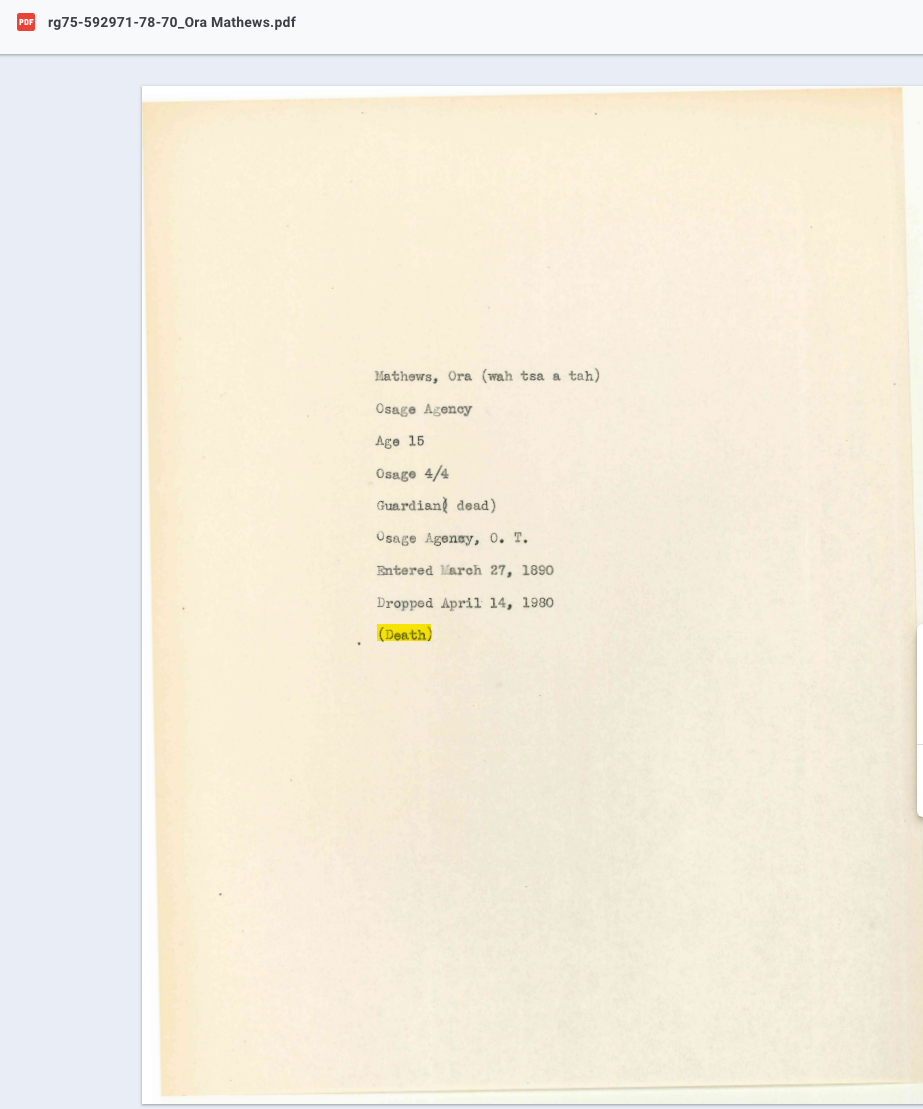 PDF
rg75-592971-78-70_Ora Mathews.pdf
Mathews, Ora (wah tsa a tah)
Osage Agency
Age 15
Osage 4/4
Guardian( dead)
Osage Agency, O. T.
Entered March 27, 1890
Dropped April 14, 1980
(Death)